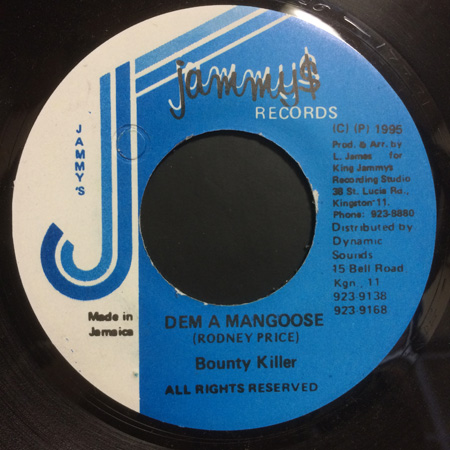 jammy$
RECORDS
JAMMY'S
(C) (P) 1995
Prod. & Arr. by
L. James for
King Jammys
Recording Studio
38 St. Lucia Rd.,
Kingston 11.
Phone: 923-8880
Distributed by
Dynamic
Sounds
15 Bell Road
Kgn . 11
923-9138
923-9168
Made in
Jamaica
DEM A MANGOOSE
(RODNEY PRICE)
Bounty Killer
ALL RIGHTS RESERVED